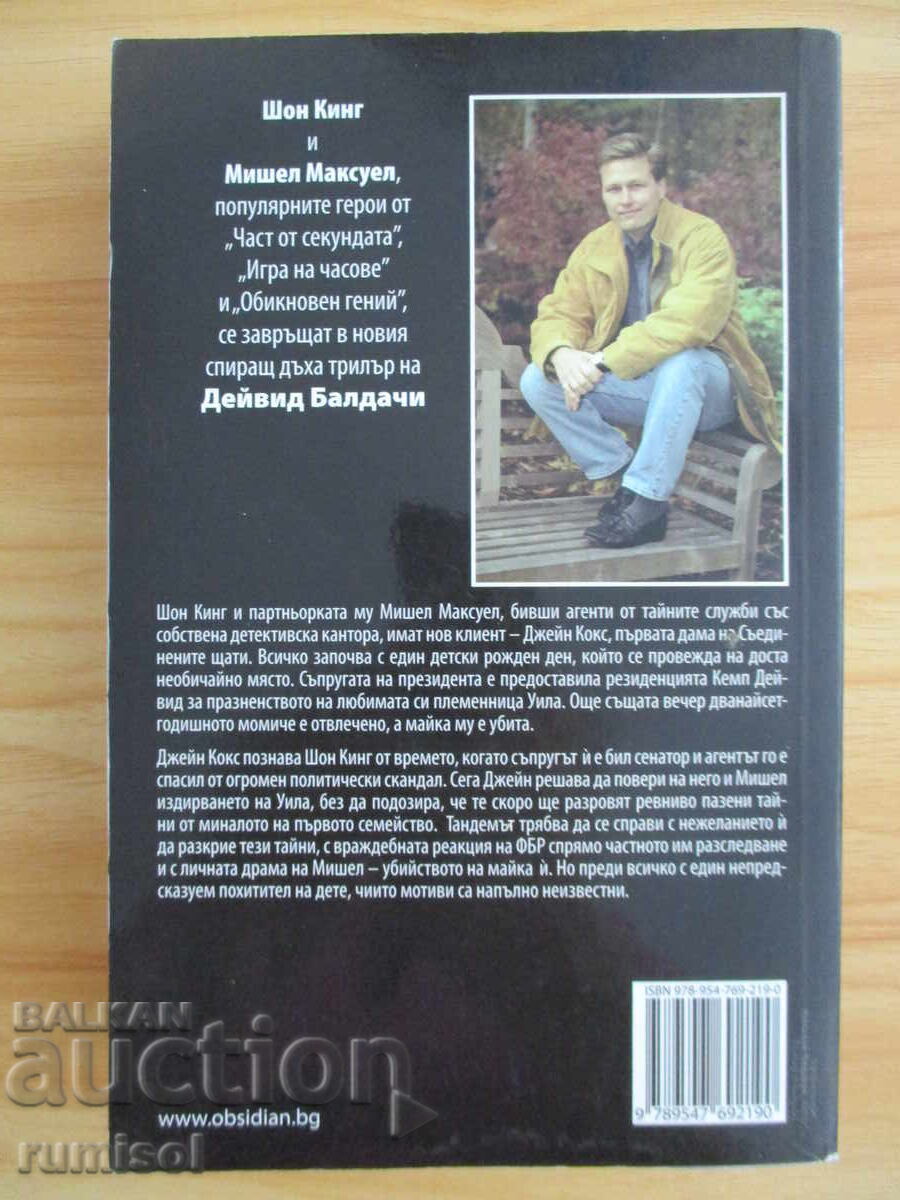 Шон Кинг
и
Мишел Максуел,
популярните герои от
„Част от секундата”,
„Игра на часове”
и „Обикновен гений”,
се завръщат в новия
спиращ дъха трилър на
Дейвид Балдачи
Шон Кинг и партньорката му Мишел Максуел, бивши агенти от тайните служби със
собствена детективска кантора, имат нов клиент – Джейн Кокс, първата дама на Съеди-
нените щати. Всичко започва с един детски рожден ден, който се провежда на доста
необичайно място. Съпругата на президента е предоставила резиденцията Кемп Дей-
вид за празненството на любимата си племенница Уила. Още същата вечер дванайсет-
годишното момиче е отвлечено, а майка му е убита.
Джейн Кокс познава Шон Кинг от времето, когато съпругът ѝ е бил сенатор и агентът го е
спасил от огромен политически скандал. Сега Джейн решава да повери на него и Мишел
издирването на Уила, без да подозира, че те скоро ще разровят ревниво пазени тай-
ни от миналото на първото семейство. Тандемът трябва да се справи с нежеланието ѝ
да разкрие тези тайни, с враждебната реакция на ФБР спрямо частното им разследване
и с личната драма на Мишел – убийството на майка ѝ. Но преди всичко с един непред-
сказуем похитител на дете, чиито мотиви са напълно неизвестни.
ISBN 978-954-769-219-0
9 789547 692190
BALKAN
auction
www.obsidian.bg
rumisol